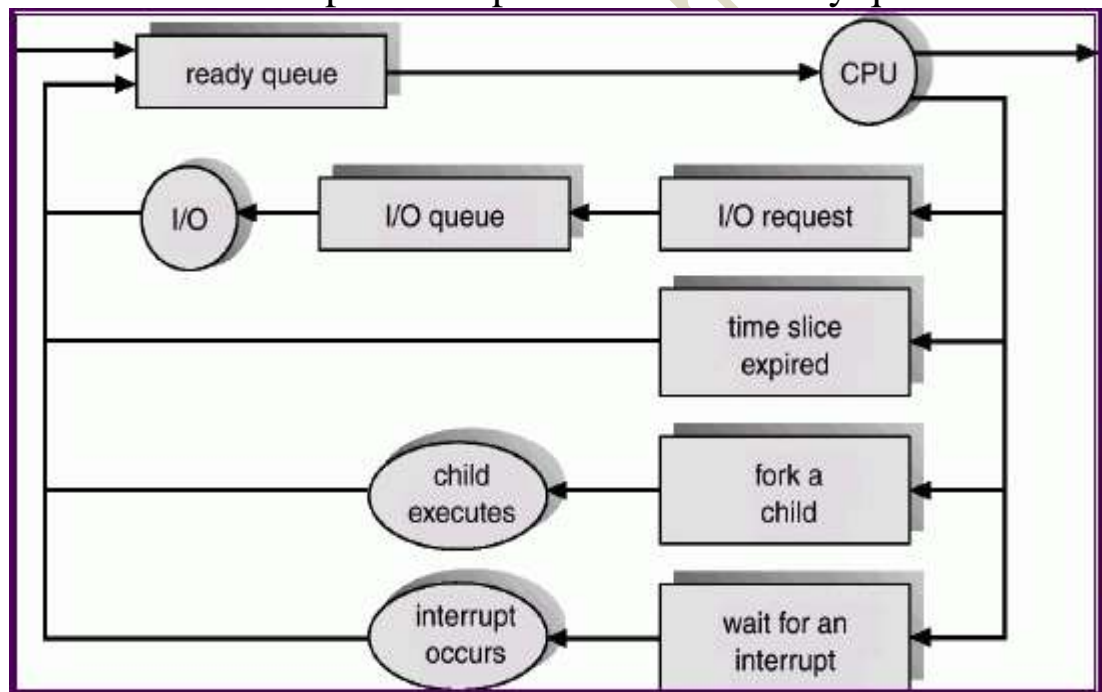 ready queue
CPU
I/O
I/O queue
I/O request
time slice
expired
child
executes
fork a
child
interrupt
occurs
wait for an
interrupt